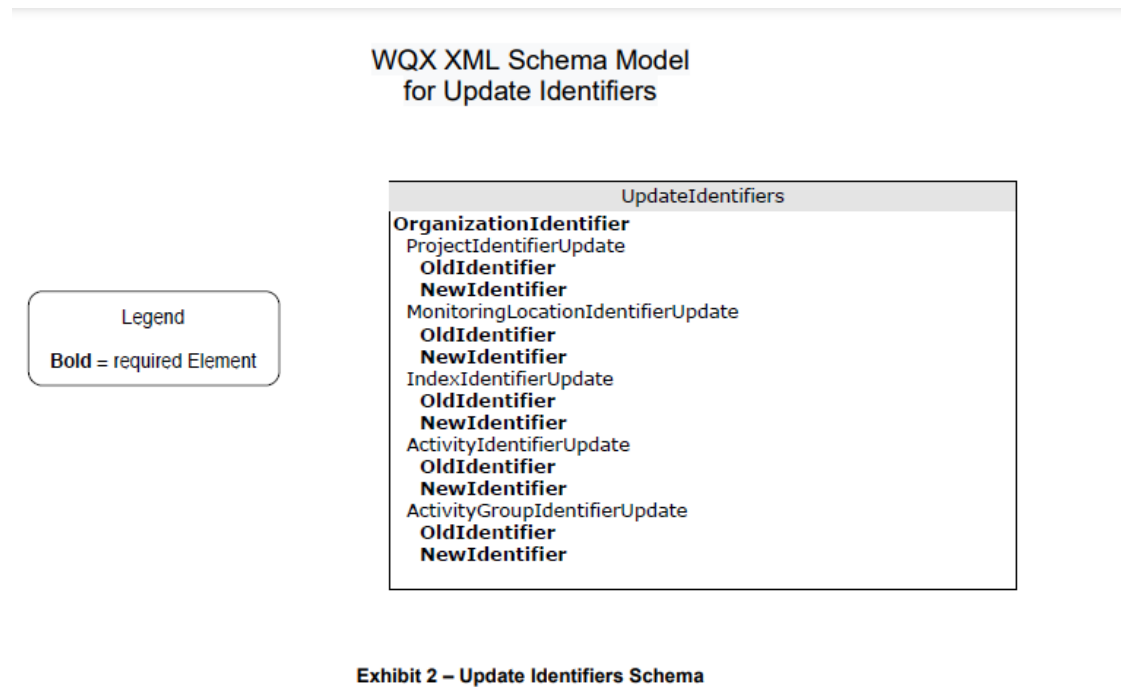 WQX XML Schema Model
for Update Identifiers
UpdateIdentifiers
OrganizationIdentifier
ProjectIdentifierUpdate
OldIdentifier
NewIdentifier
MonitoringLocationIdentifierUpdate
OldIdentifier
NewIdentifier
IndexIdentifierUpdate
OldIdentifier
NewIdentifier
ActivityIdentifierUpdate
OldIdentifier
NewIdentifier
ActivityGroupIdentifierUpdate
OldIdentifier
NewIdentifier
Legend
Bold = required Element
Exhibit 2 – Update Identifiers Schema